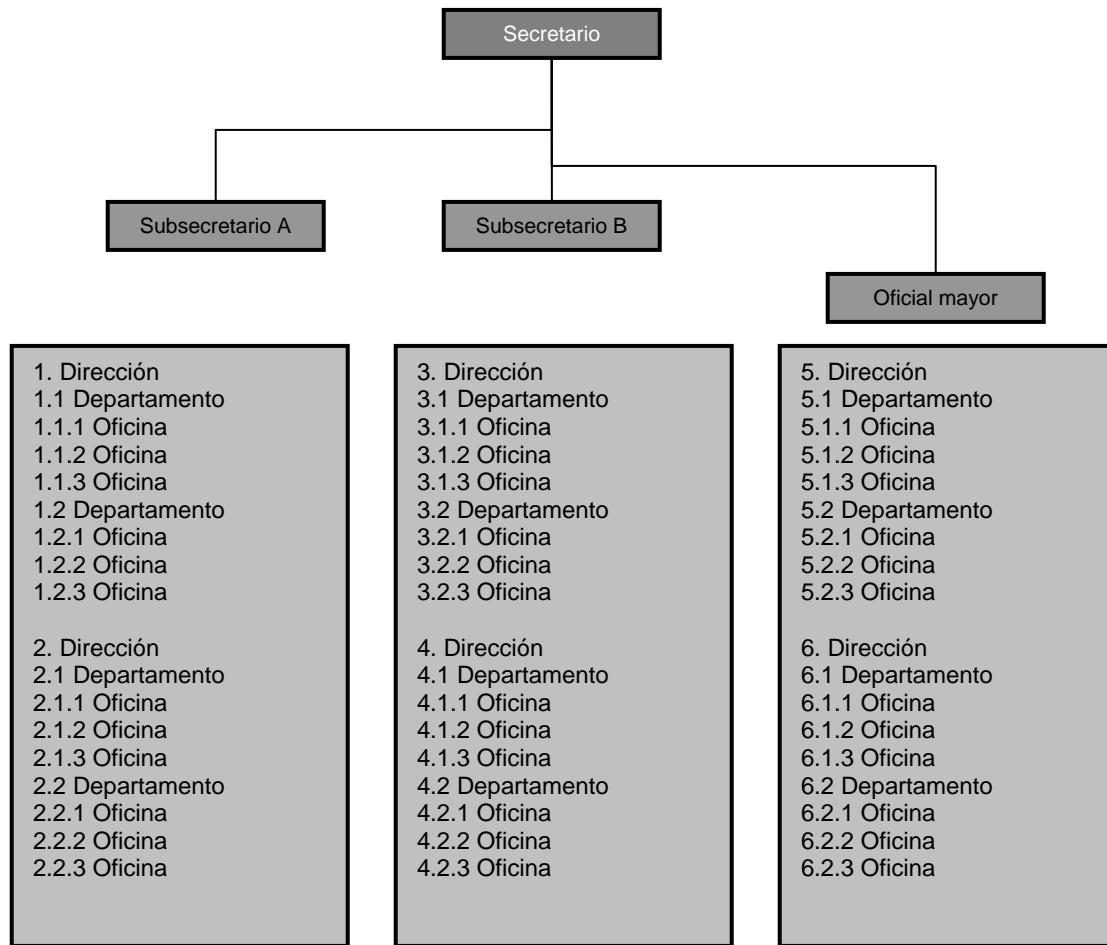 Secretario
Subsecretario A
Subsecretario B
Oficial mayor
1. Dirección
1.1 Departamento
1.1.1 Oficina
1.1.2 Oficina
1.1.3 Oficina
1.2 Departamento
1.2.1 Oficina
1.2.2 Oficina
1.2.3 Oficina
2. Dirección
2.1 Departamento
2.1.1 Oficina
2.1.2 Oficina
2.1.3 Oficina
2.2 Departamento
2.2.1 Oficina
2.2.2 Oficina
2.2.3 Oficina
3. Dirección
3.1 Departamento
3.1.1 Oficina
3.1.2 Oficina
3.1.3 Oficina
3.2 Departamento
3.2.1 Oficina
3.2.2 Oficina
3.2.3 Oficina
4. Dirección
4.1 Departamento
4.1.1 Oficina
4.1.2 Oficina
4.1.3 Oficina
4.2 Departamento
4.2.1 Oficina
4.2.2 Oficina
4.2.3 Oficina
5. Dirección
5.1 Departamento
5.1.1 Oficina
5.1.2 Oficina
5.1.3 Oficina
5.2 Departamento
5.2.1 Oficina
5.2.2 Oficina
5.2.3 Oficina
6. Dirección
6.1 Departamento
6.1.1 Oficina
6.1.2 Oficina
6.1.3 Oficina
6.2 Departamento
6.2.1 Oficina
6.2.2 Oficina
6.2.3 Oficina